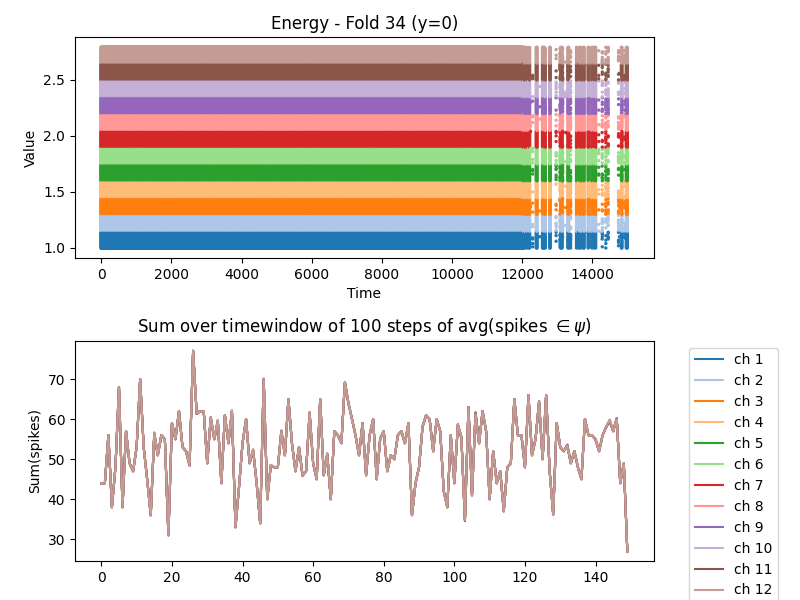 Energy - Fold 34 (y=0)
Value
2.5
2.0
1.5
1.0
0 2000 4000 6000 8000 10000 12000 14000
Time
Sum over timewindow of 100 steps of avg(spikes ∈ψ)
Sum(spikes)
70
60
50
40
30
0 20 40 60 80 100 120 140
ch 1
ch 2
ch 3
ch 4
ch 5
ch 6
ch 7
ch 8
ch 9
ch 10
ch 11
ch 12